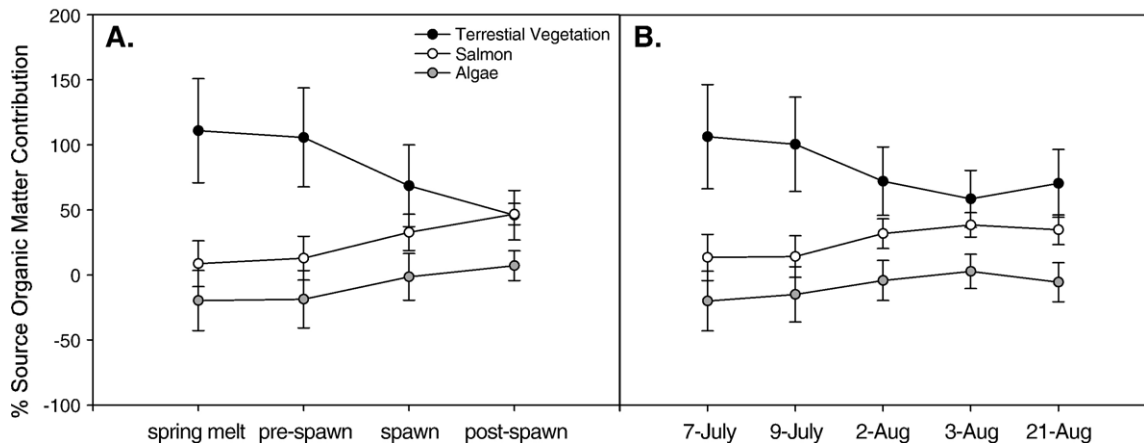 A.
B.
Terrestial Vegetation
Salmon
Algae
% Source Organic Matter Contribution
200
150
100
50
0
-50
-100
spring melt pre-spawn spawn post-spawn
7-July 9-July 2-Aug 3-Aug 21-Aug